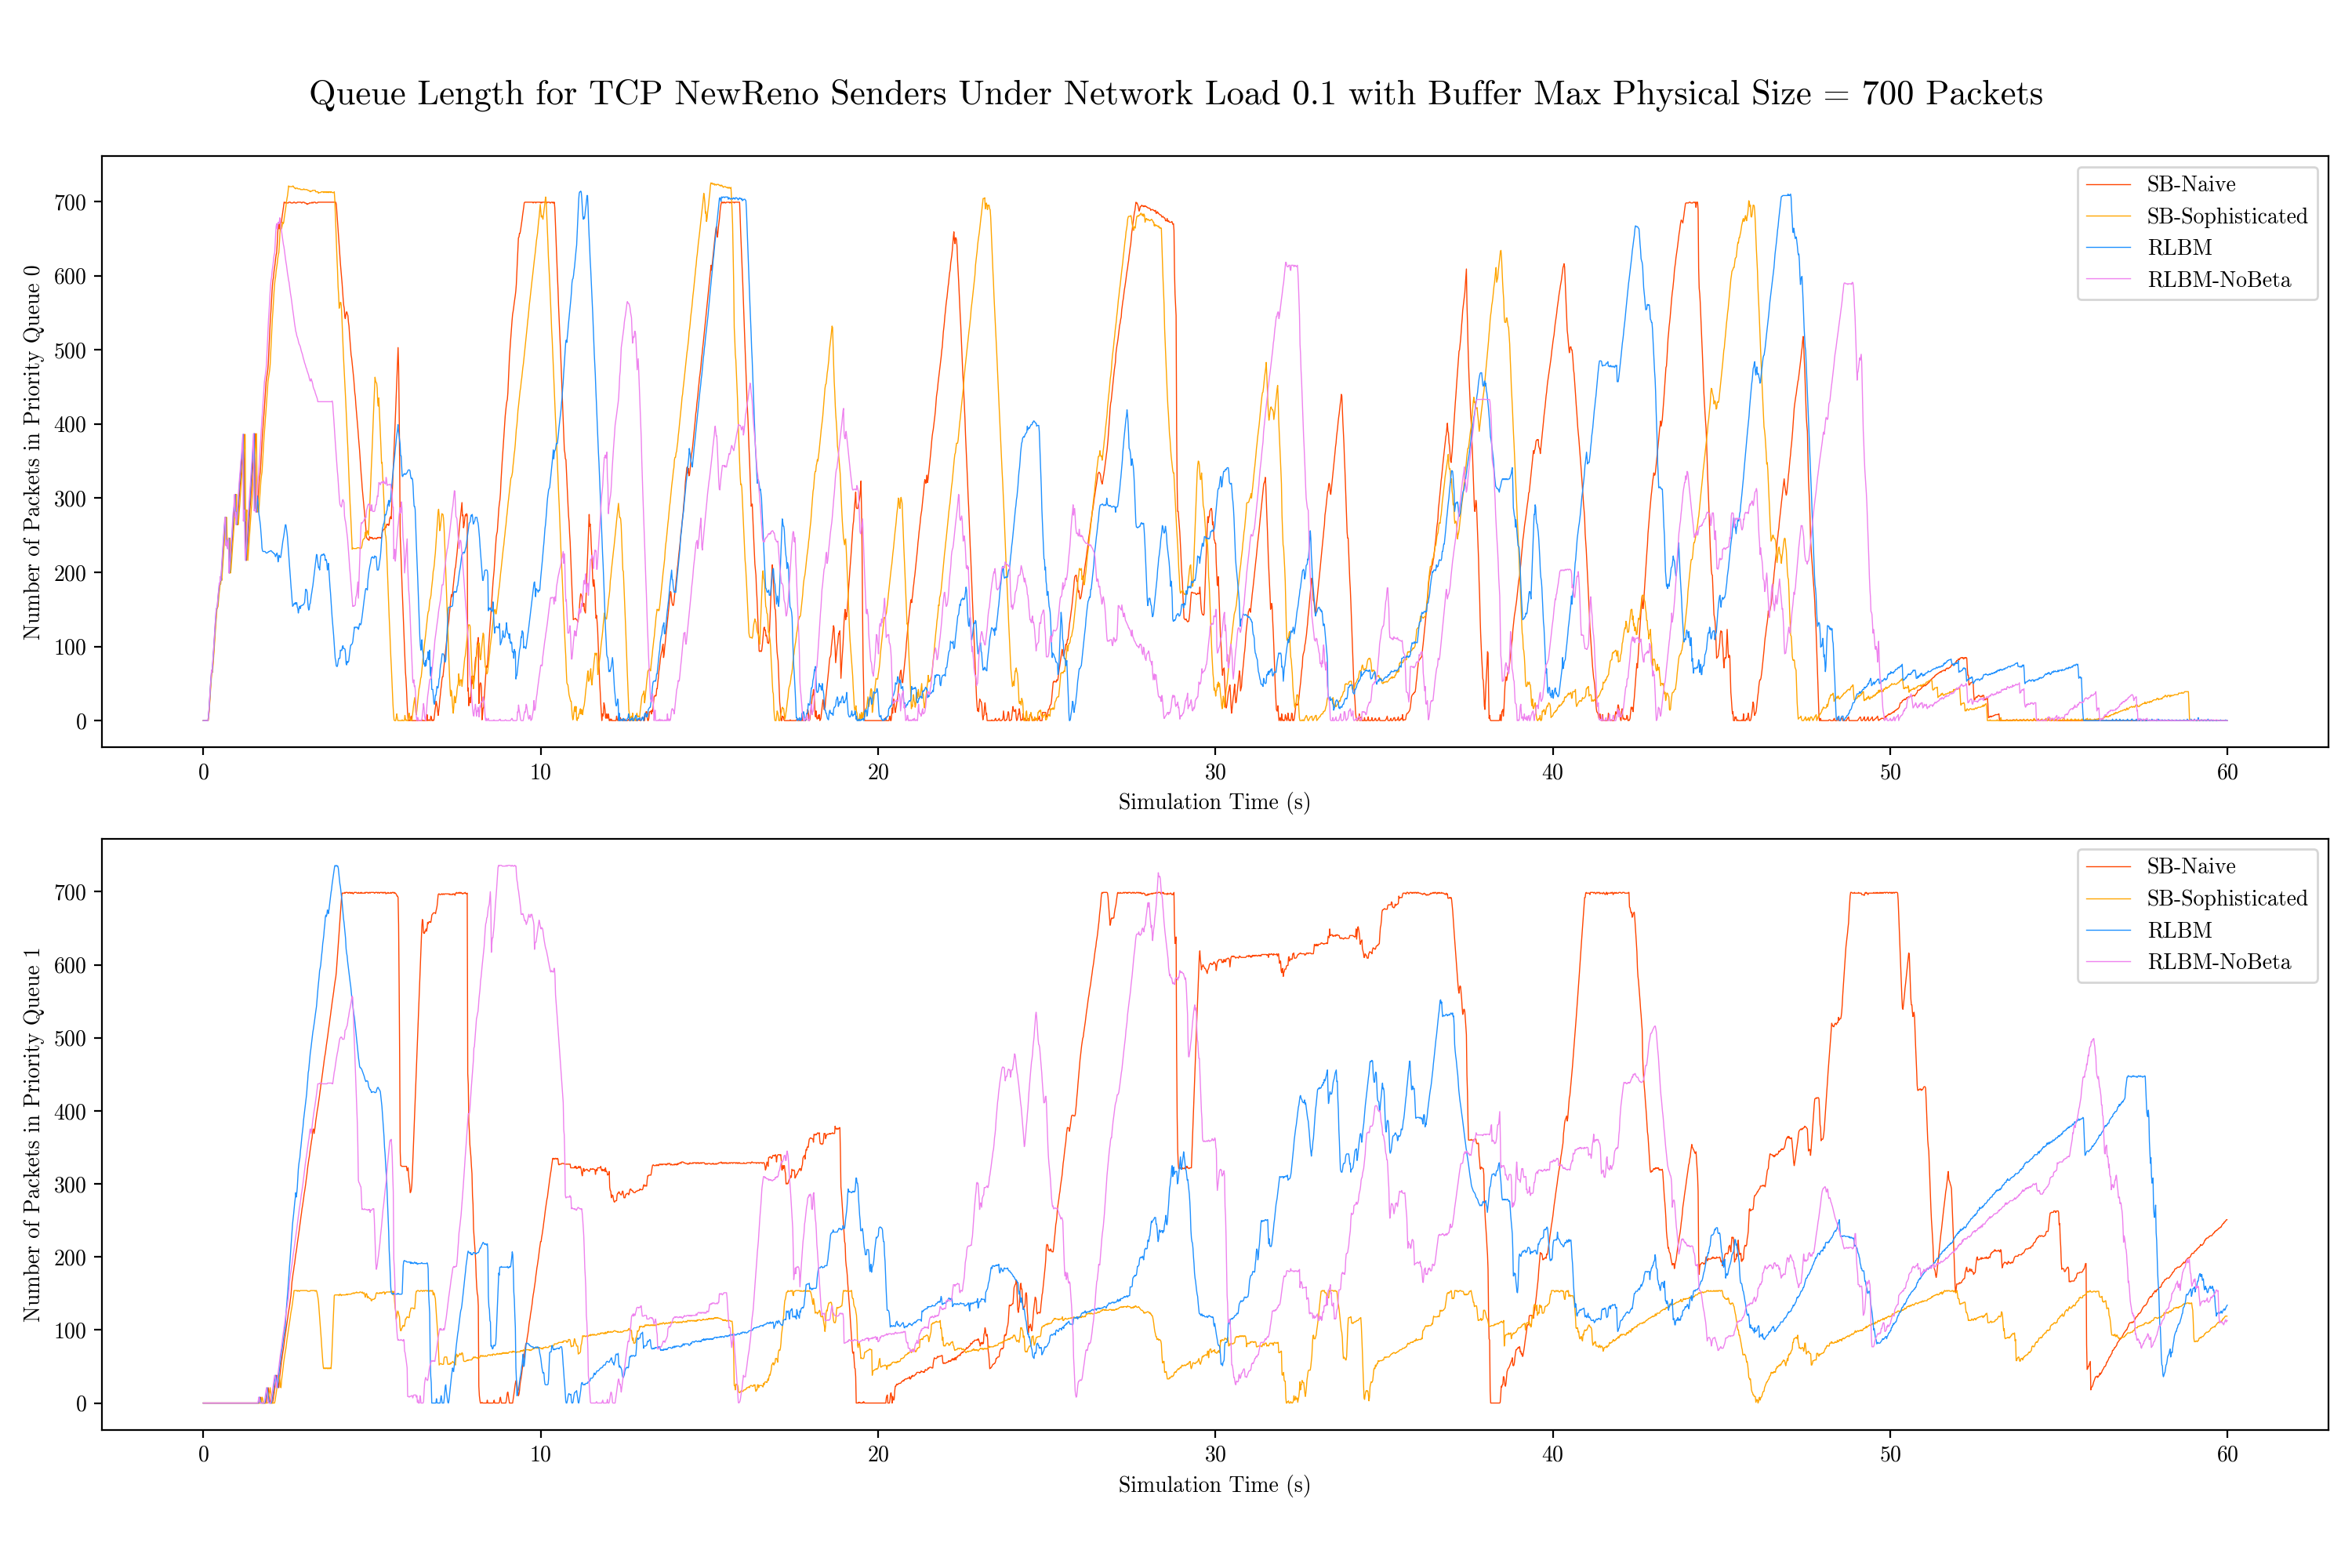 Queue Length for TCP NewReno Senders Under Network Load 0.1 with Buffer Max Physical Size = 700 Packets
Number of Packets in Priority Queue 0
700
600
500
400
300
200
100
0
SB-Naive
SB-Sophisticated
RLBM
RLBM-NoBeta
0 10 20 30 40 50 60
Simulation Time (s)
Number of Packets in Priority Queue 1
700
600
500
400
300
200
100
0
SB-Naive
SB-Sophisticated
RLBM
RLBM-NoBeta
0 10 20 30 40 50 60
Simulation Time (s)